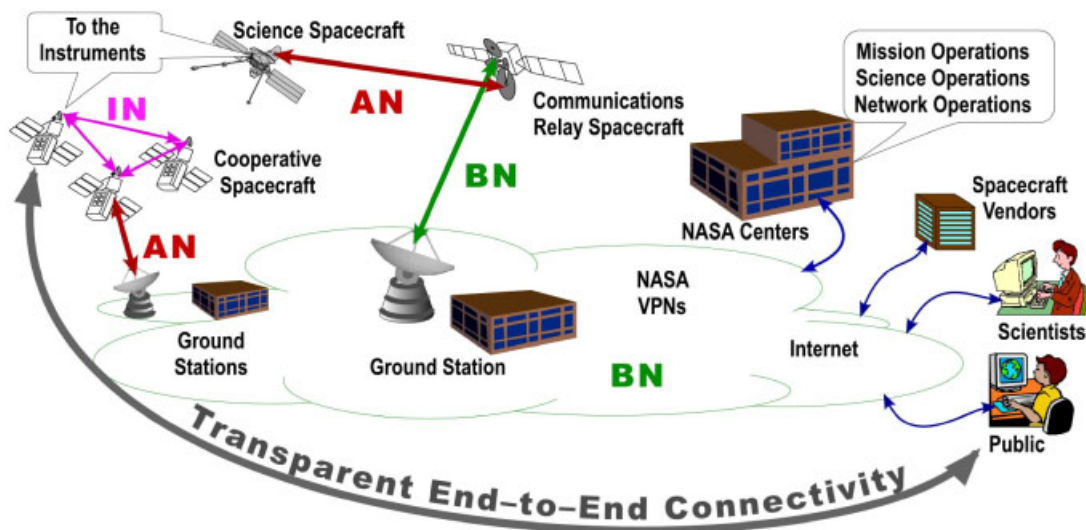 To the
Instruments
Science Spacecraft
IN
AN
Communications
Relay Spacecraft
Mission Operations
Science Operations
Network Operations
Cooperative
Spacecraft
BN
AN
NASA Centers
Spacecraft
Vendors
NASA
VPNs
Ground
Stations
Ground Station
BN
Internet
Scientists
Public
Transparent End–to–End Connectivity